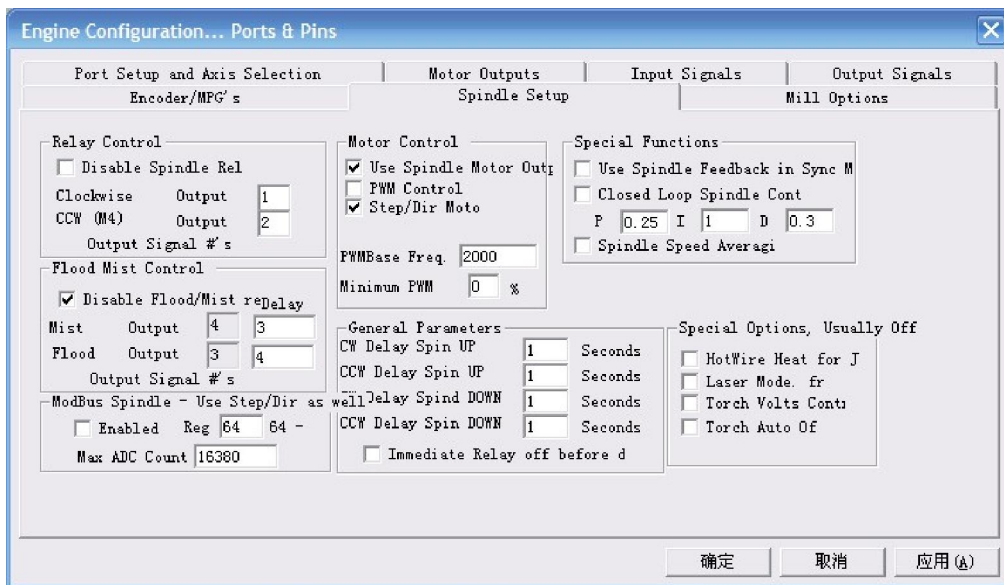 Engine Configuration... Ports & Pins
Port Setup and Axis Selection
Motor Outputs
Input Signals
Output Signals
Encoder/MPG's
Spindle Setup
Mill Options
Relay Control
Disable Spindle Rel
Clockwise Output 1
CCW (M4) Output 2
Output Signal #'s
Flood Mist Control
Disable Flood/Mist re Delay
Mist Output 4 3
Flood Output 3 4
Output Signal #'s
ModBus Spindle - Use Step/Dir as well
Enabled Reg 64 64 -
Max ADC Count 16380
Motor Control
Use Spindle Motor Outp
PWM Control
Step/Dir Moto
PWMBase Freq. 2000
Minimum PWM 0 %
General Parameters
CW Delay Spin UP 1 Seconds
CCW Delay Spin UP 1 Seconds
Delay Spind DOWN 1 Seconds
CCW Delay Spin DOWN 1 Seconds
Immediate Relay off before d
Special Functions
Use Spindle Feedback in Sync M
Closed Loop Spindle Cont
P 0.25 I 1 D 0.3
Spindle Speed Averagi
Special Options, Usually Off
HotWire Heat for J
Laser Mode. fr
Torch Volts Cont
Torch Auto Of
确定
取消
应用(A)